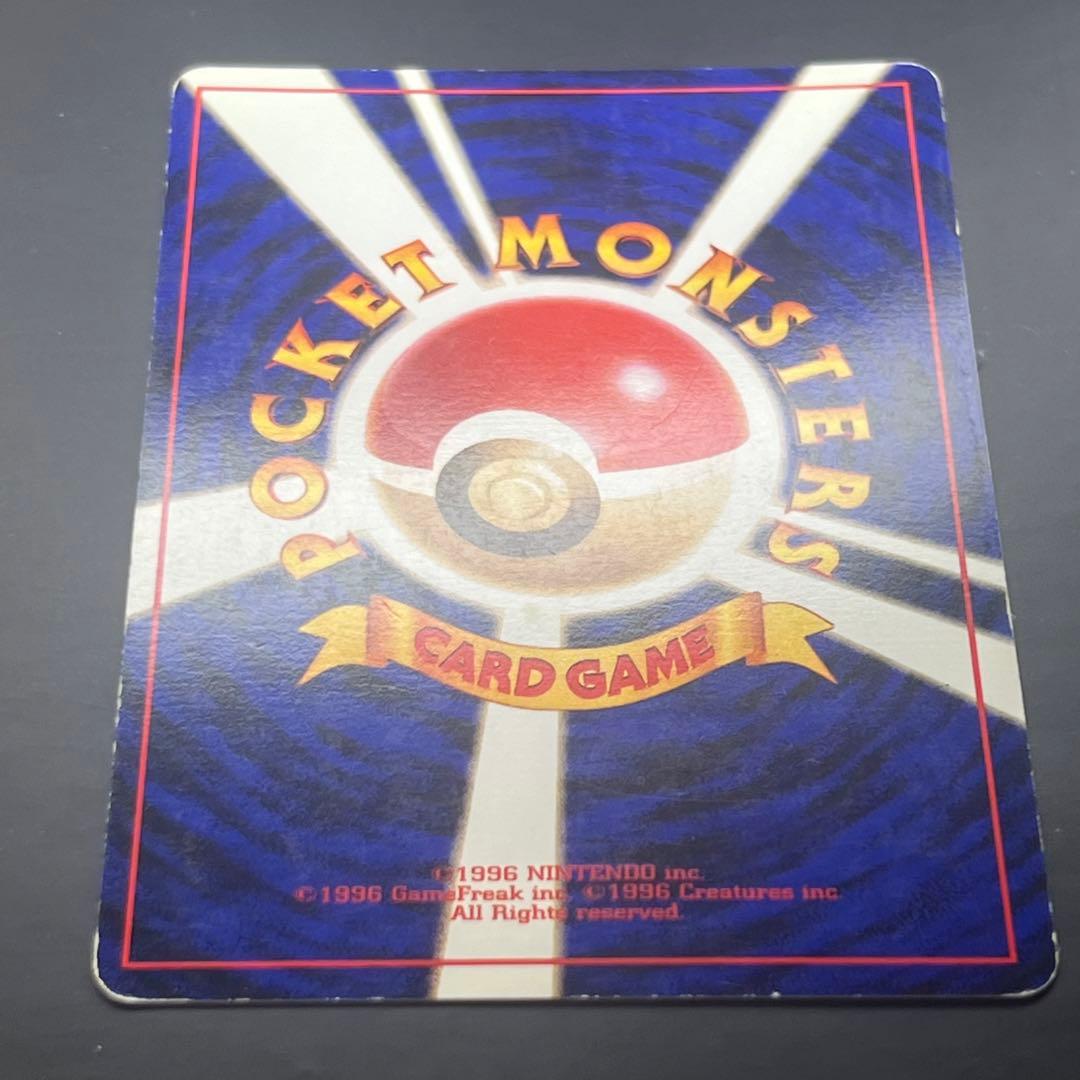 POCKET MONSTERS
CARD GAME
©1996 NINTENDO inc.
©1996 GameFreak inc. ©1996 Creatures inc.
All Rights reserved.